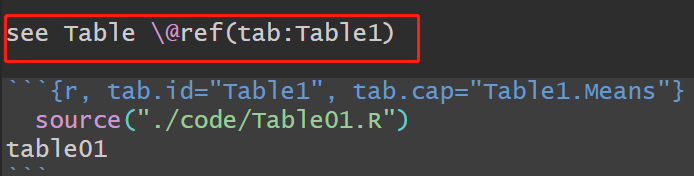 see Table \@ref(tab:Table1)
```{r, tab.id="Table1", tab.cap="Table1.Means"}
source("./code/Table01.R")
table01
```